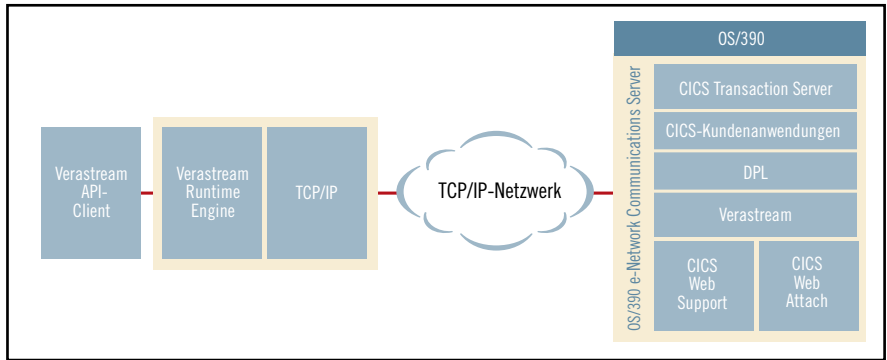 Verastream
API-
Client
Verastream
Runtime
Engine
TCP/IP
TCP/IP-Netzwerk
OS/390
OS/390 e-Network Communications Server
CICS Transaction Server
CICS-Kundenanwendungen
DPL
Verastream
CICS
Web
Support
CICS
Web
Attach